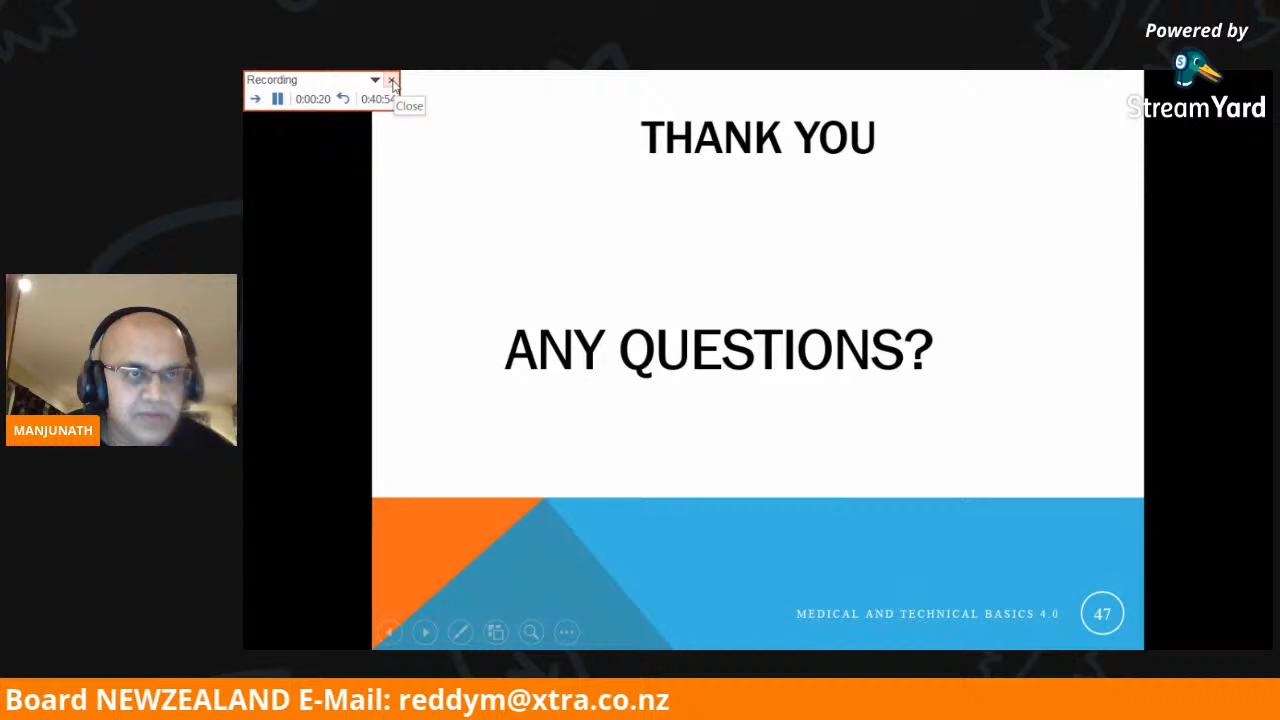 Powered by
StreamYard
Recording
0:00:20 0:40:54
Close
THANK YOU
ANY QUESTIONS?
MANJUNATH
MEDICAL AND TECHNICAL BASICS 4.0 47
Board NEWZEALAND E-Mail: reddym@xtra.co.nz